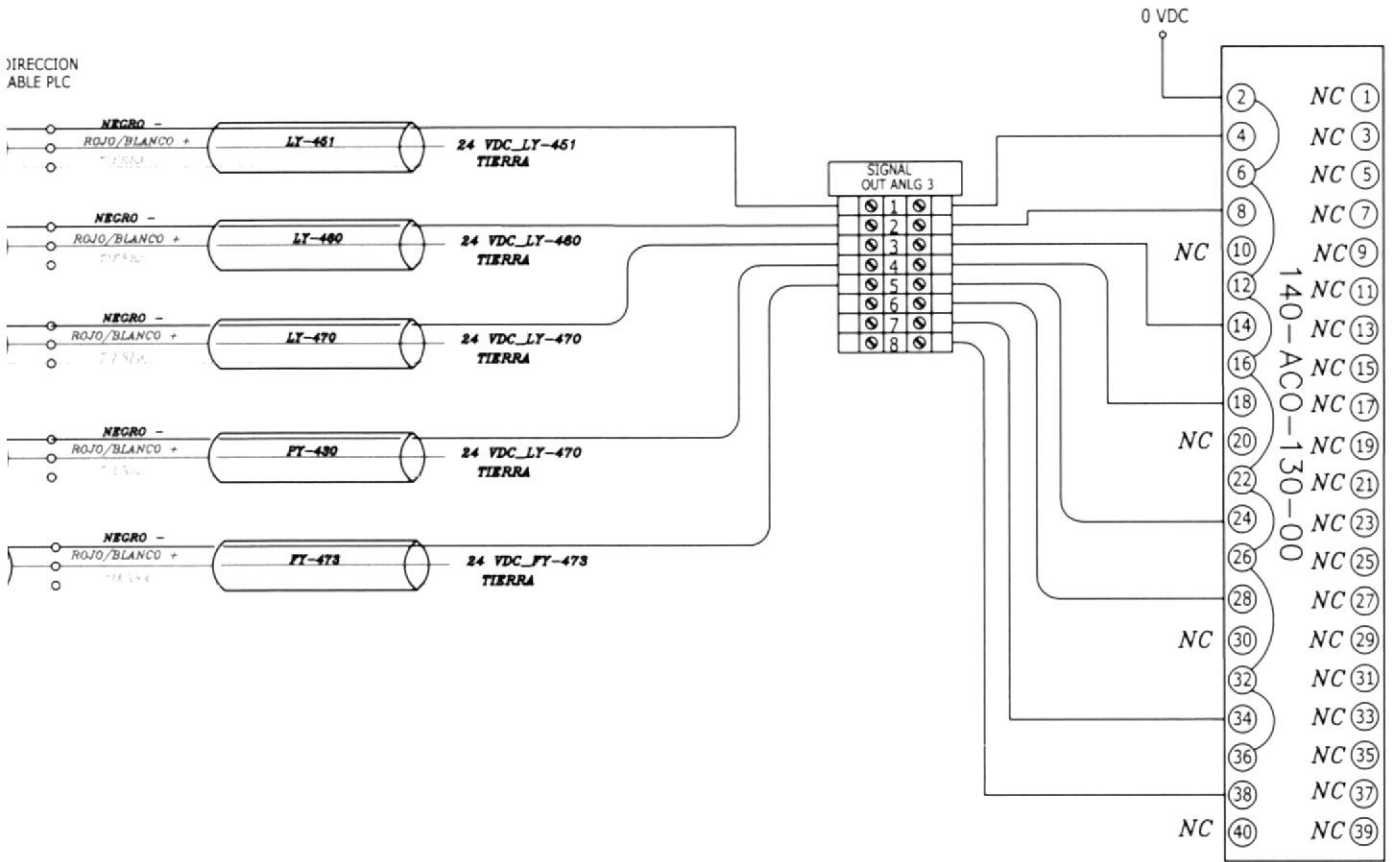 0 VDC
DIRECCION
ABLE PLC
NEGRO -
ROJO/BLANCO +
LY-451
24 VDC_LY-451
TIERRA
NEGRO -
ROJO/BLANCO +
TIERRA
LY-460
24 VDC_LY-460
TIERRA
NEGRO -
ROJO/BLANCO +
LY-470
24 VDC_LY-470
TIERRA
NEGRO -
ROJO/BLANCO +
FY-430
24 VDC_LY-470
TIERRA
NEGRO -
ROJO/BLANCO +
FY-473
24 VDC_FY-473
TIERRA
SIGNAL
OUT ANLG 3
1
2
3
4
5
6
7
8
2 NC 1
4 NC 3
6 NC 5
8 NC 7
NC 10 NC 9
12 NC 11
14 NC 13
16 NC 15
18 NC 17
NC 20 NC 19
22 NC 21
24 NC 23
26 NC 25
28 NC 27
NC 30 NC 29
32 NC 31
34 NC 33
36 NC 35
38 NC 37
NC 40 NC 39
140-ACO-130-00